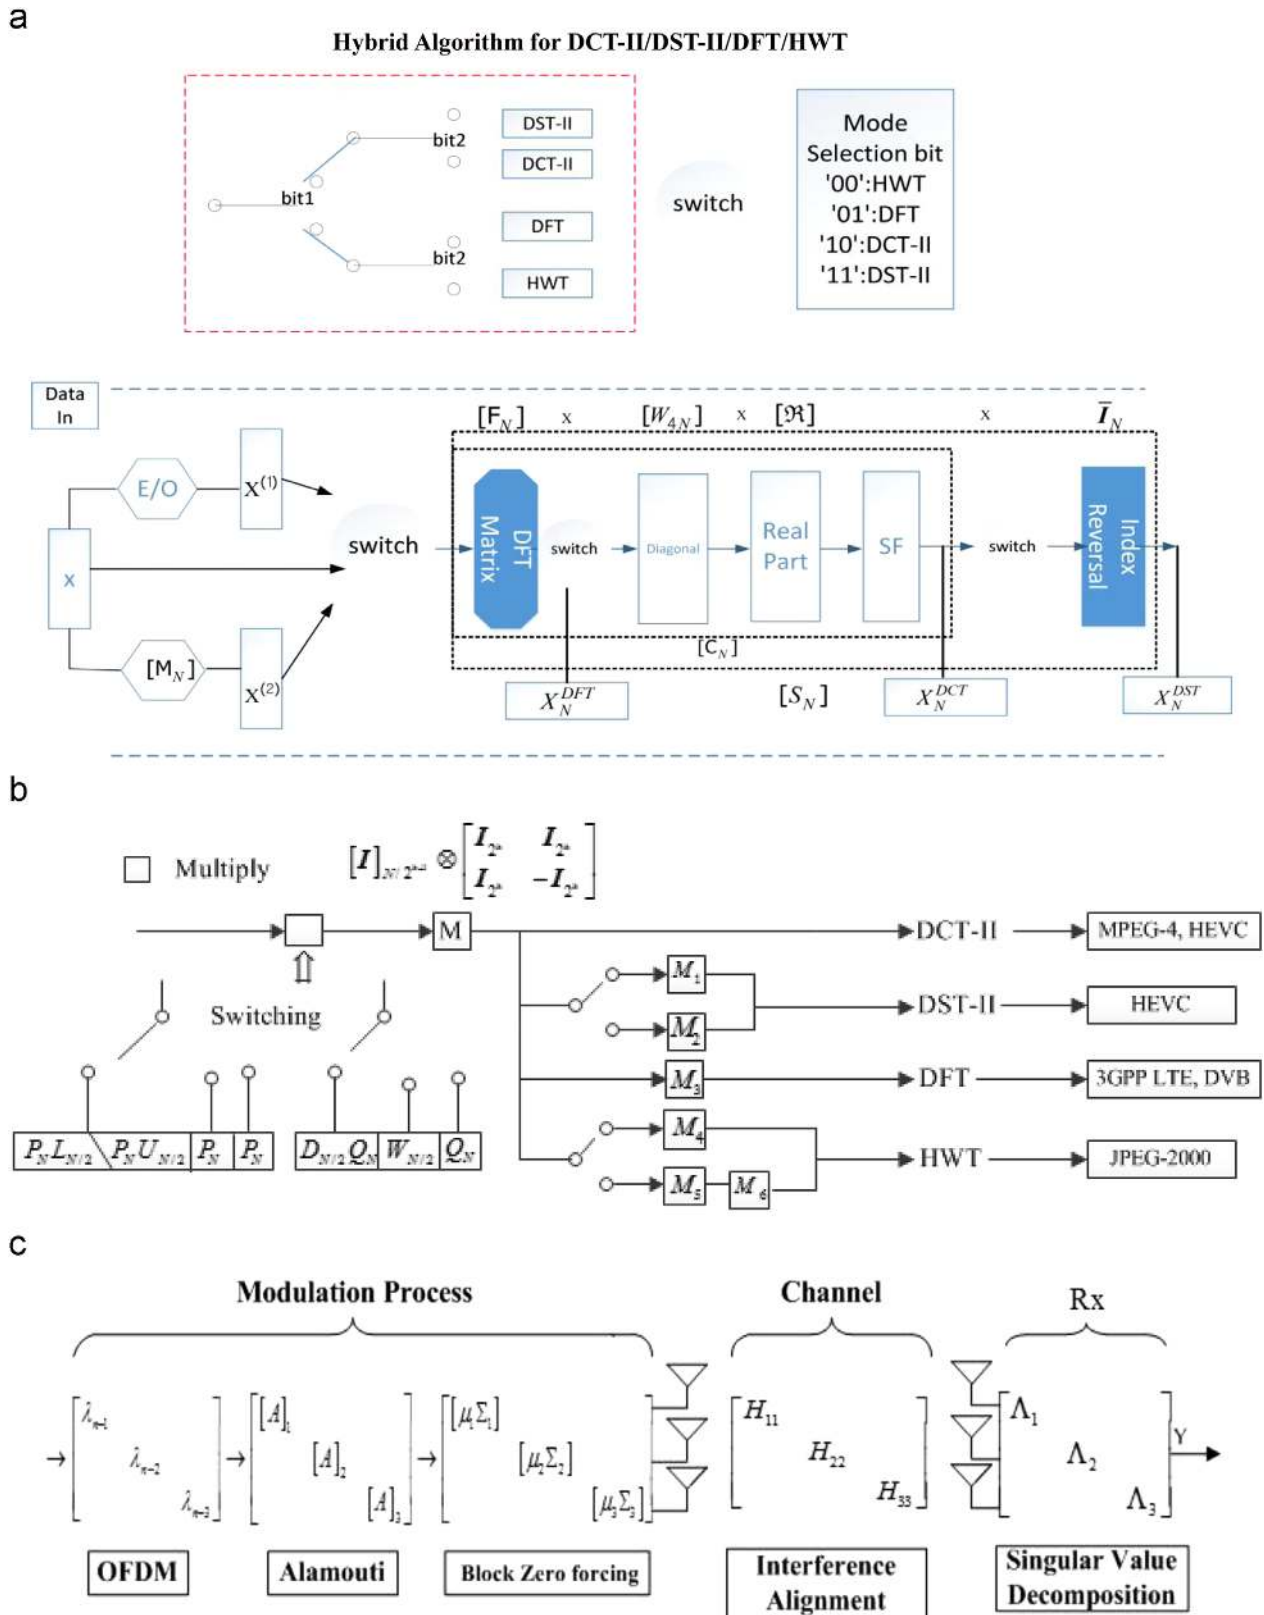 a
Hybrid Algorithm for DCT-II/DST-II/DFT/HWT
bit1
bit2
bit2
DST-II
DCT-II
DFT
HWT
switch
Mode
Selection bit
'00':HWT
'01':DFT
'10':DCT-II
'11':DST-II
Data
In
x
E/O
X^(1)
[M_N]
X^(2)
switch
[F_N] x [W_4N] x [ℜ] x Ī_N
DFT
Matrix
switch
Diagonal
Real
Part
SF
switch
Index
Reversal
[C_N]
[S_N]
X_N^DFT
X_N^DCT
X_N^DST
b
Multiply
[I]_N/2^ ⊗ [I_2 I_2
I_2 -I_2]
M
Switching
P_N L_N/2 \ P_N U_N/2 P_N P_N
D_N/2 Q_N W_N/2 Q_N
M_1
M_2
M_3
M_4
M_5 M_6
DCT-II MPEG-4, HEVC
DST-II HEVC
DFT 3GPP LTE, DVB
HWT JPEG-2000
c
Modulation Process
Channel
Rx
λ_n-1
λ_n-2
λ_n-3
[A]_1
[A]_2
[A]_3
[μ_1Σ_1]
[μ_2Σ_2]
[μ_3Σ_3]
H_11
H_22
H_33
Λ_1
Λ_2
Λ_3
Y
OFDM
Alamouti
Block Zero forcing
Interference
Alignment
Singular Value
Decomposition